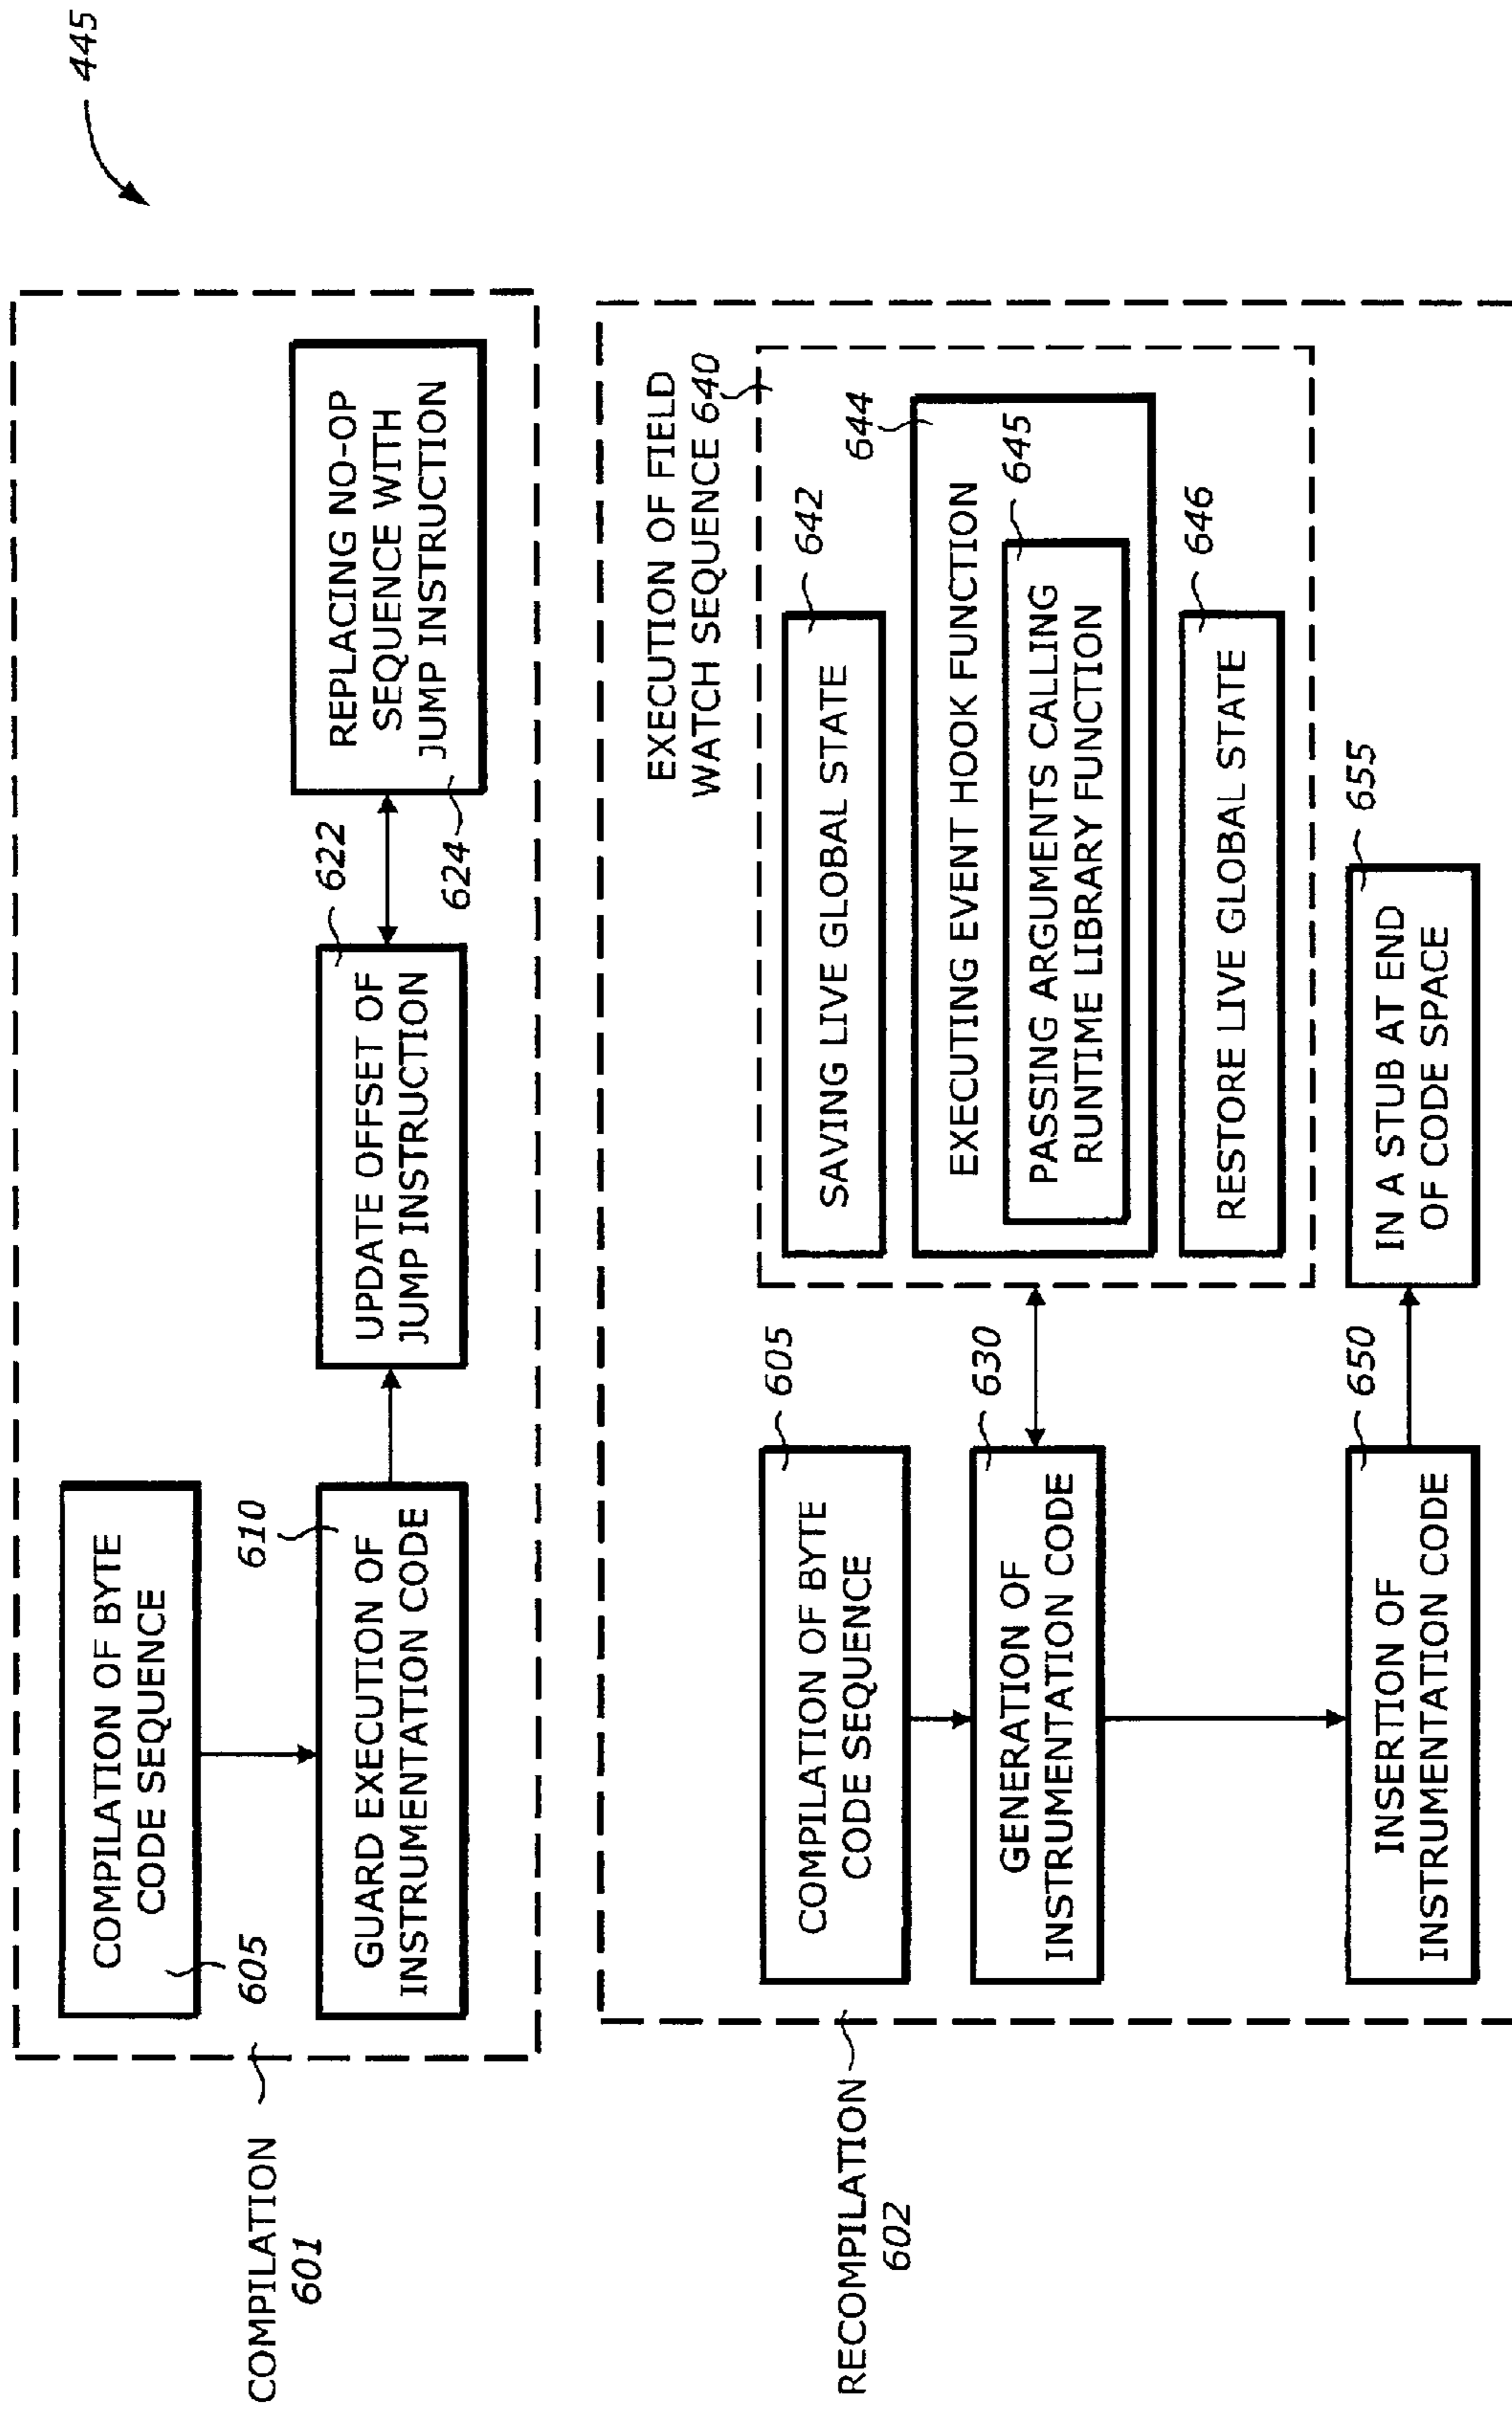 445
COMPILATION
601
COMPILATION OF BYTE
CODE SEQUENCE
605
610
GUARD EXECUTION OF
INSTRUMENTATION CODE
622
UPDATE OFFSET OF
JUMP INSTRUCTION
REPLACING NO-OP
SEQUENCE WITH
JUMP INSTRUCTION
624
RECOMPILATION
602
EXECUTION OF FIELD
WATCH SEQUENCE 640
605
COMPILATION OF BYTE
CODE SEQUENCE
630
GENERATION OF
INSTRUMENTATION CODE
642
SAVING LIVE GLOBAL STATE
644
EXECUTING EVENT HOOK FUNCTION
645
PASSING ARGUMENTS CALLING
RUNTIME LIBRARY FUNCTION
646
RESTORE LIVE GLOBAL STATE
650
INSERTION OF
INSTRUMENTATION CODE
655
IN A STUB AT END
OF CODE SPACE